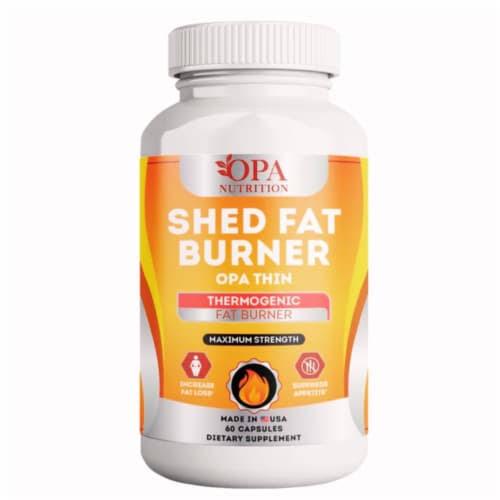 OPA
NUTRITION
SHED FAT
BURNER
OPA THIN
THERMOGENIC
FAT BURNER
MAXIMUM STRENGTH
INCREASE
FAT LOSS*
SUPPRESS
APPETITE*
MADE IN USA
60 CAPSULES
DIETARY SUPPLEMENT